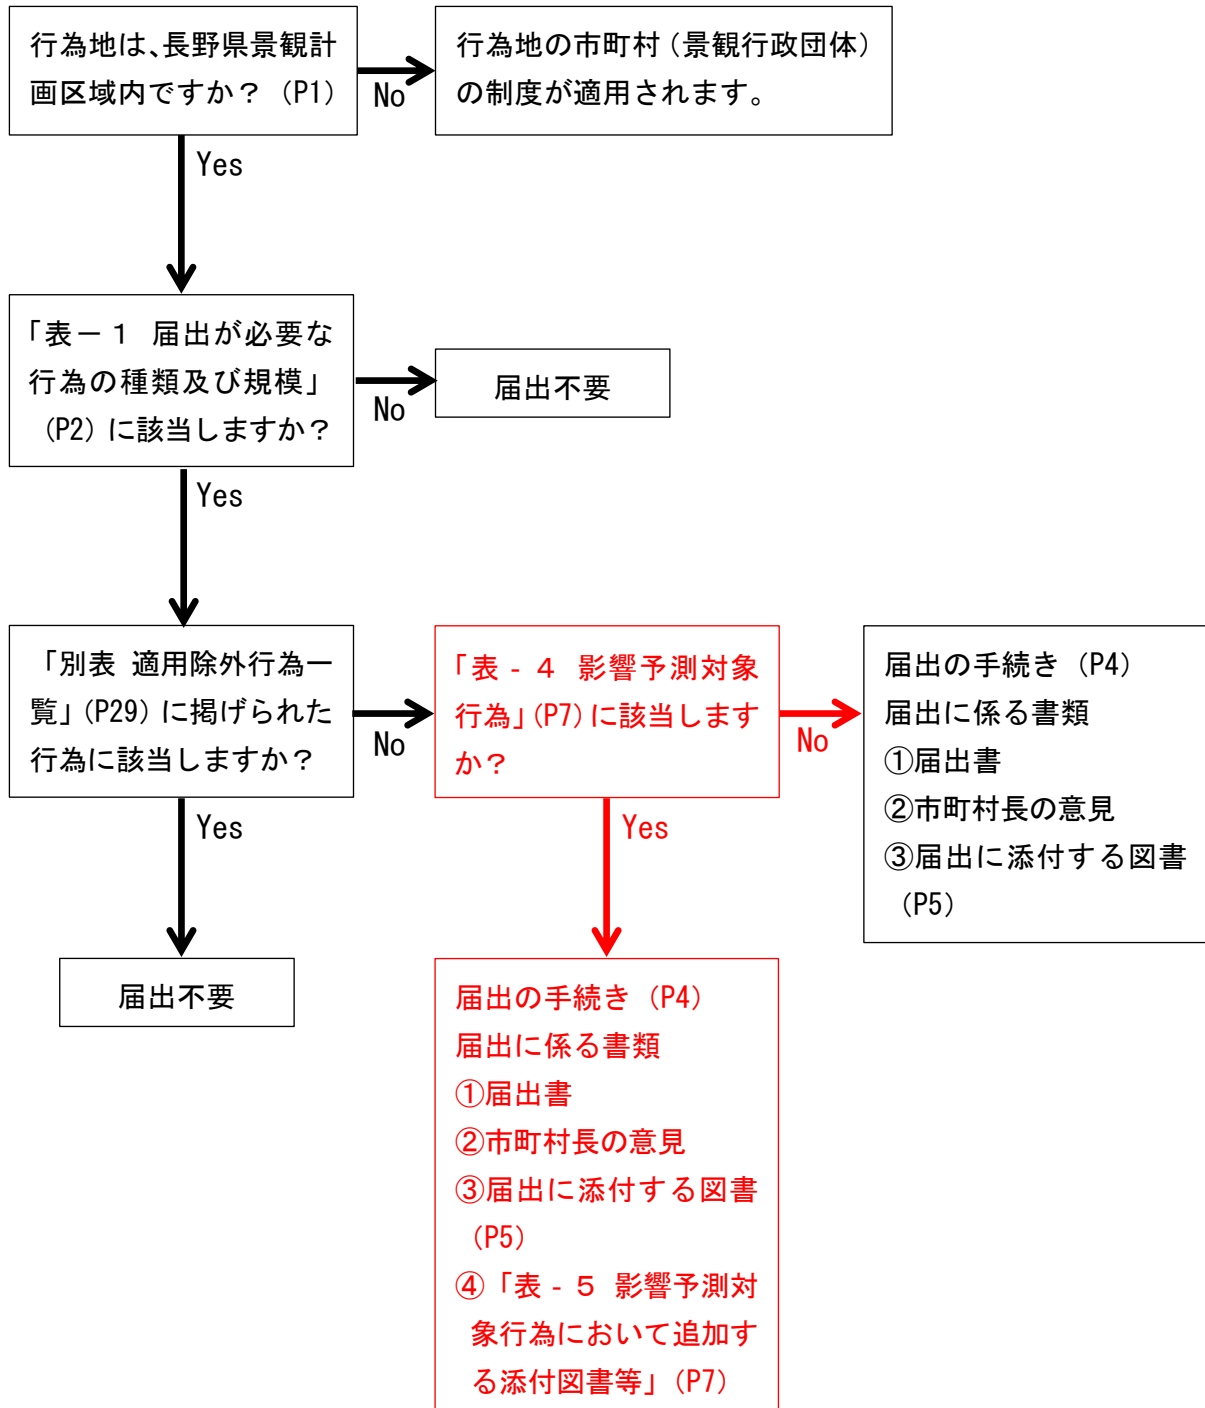 行為地は、長野県景観計
画区域内ですか？（P1）
No
行為地の市町村（景観行政団体）
の制度が適用されます。
Yes
「表－１ 届出が必要な
行為の種類及び規模」
（P2）に該当しますか？
No
届出不要
Yes
「別表 適用除外行為一
覧」（P29）に掲げられた
行為に該当しますか？
No
「表‐４ 影響予測対象
行為」（P7）に該当します
か？
No
届出の手続き（P4）
届出に係る書類
①届出書
②市町村長の意見
③届出に添付する図書
（P5）
Yes
届出不要
Yes
届出の手続き（P4）
届出に係る書類
①届出書
②市町村長の意見
③届出に添付する図書
（P5）
④「表‐５ 影響予測対
象行為において追加す
る添付図書等」（P7）